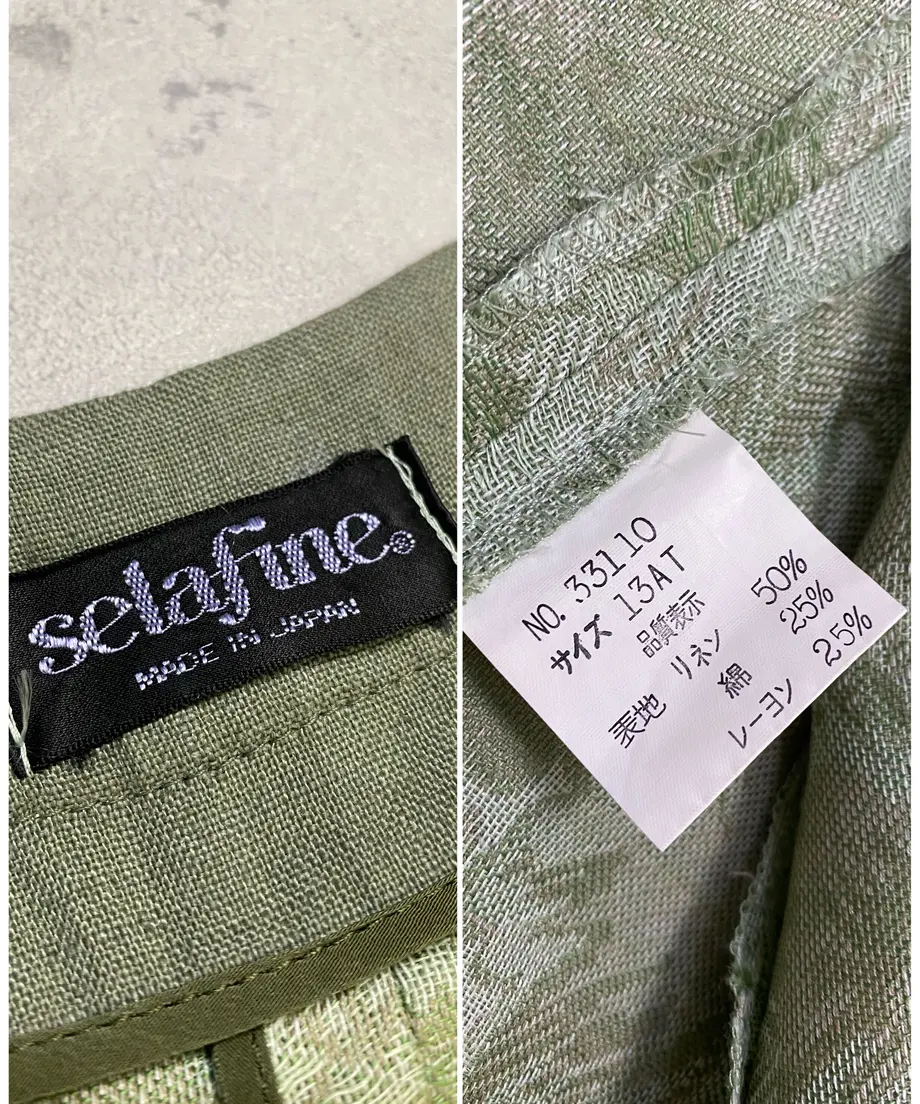 selafine®
MADE IN JAPAN
NO. 33110
サイズ 13AT
品質表示
表地 リネン 50%
綿 25%
レーヨン 25%